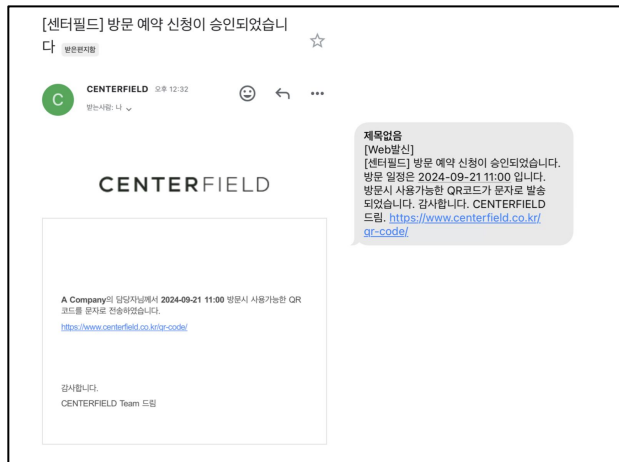 [센터필드] 방문 예약 신청이 승인되었습니
다 받은편지함
C
CENTERFIELD 오후 12:32
받는사람: 나
CENTERFIELD
A Company의 담당자님께서 2024-09-21 11:00 방문시 사용가능한 QR
코드를 문자로 전송하였습니다.
https://www.centerfield.co.kr/qr-code/
감사합니다.
CENTERFIELD Team 드림
제목없음
[Web발신]
[센터필드] 방문 예약 신청이 승인되었습니다.
방문 일정은 2024-09-21 11:00 입니다.
방문시 사용가능한 QR코드가 문자로 발송
되었습니다. 감사합니다. CENTERFIELD
드림. https://www.centerfield.co.kr/
qr-code/